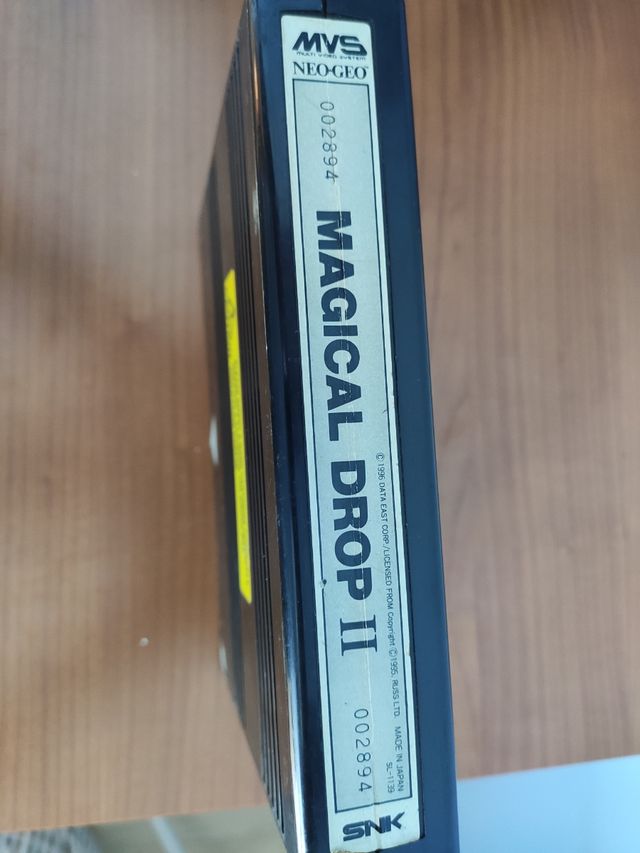 MVS
MULTI VIDEO SYSTEM
NEO•GEO™
002894
MAGICAL DROP II
©1996 DATA EAST CORP./LICENSED FROM Copyright (C)1995, RUSS LTD. MADE IN JAPAN
SL-1139
002894
SNK